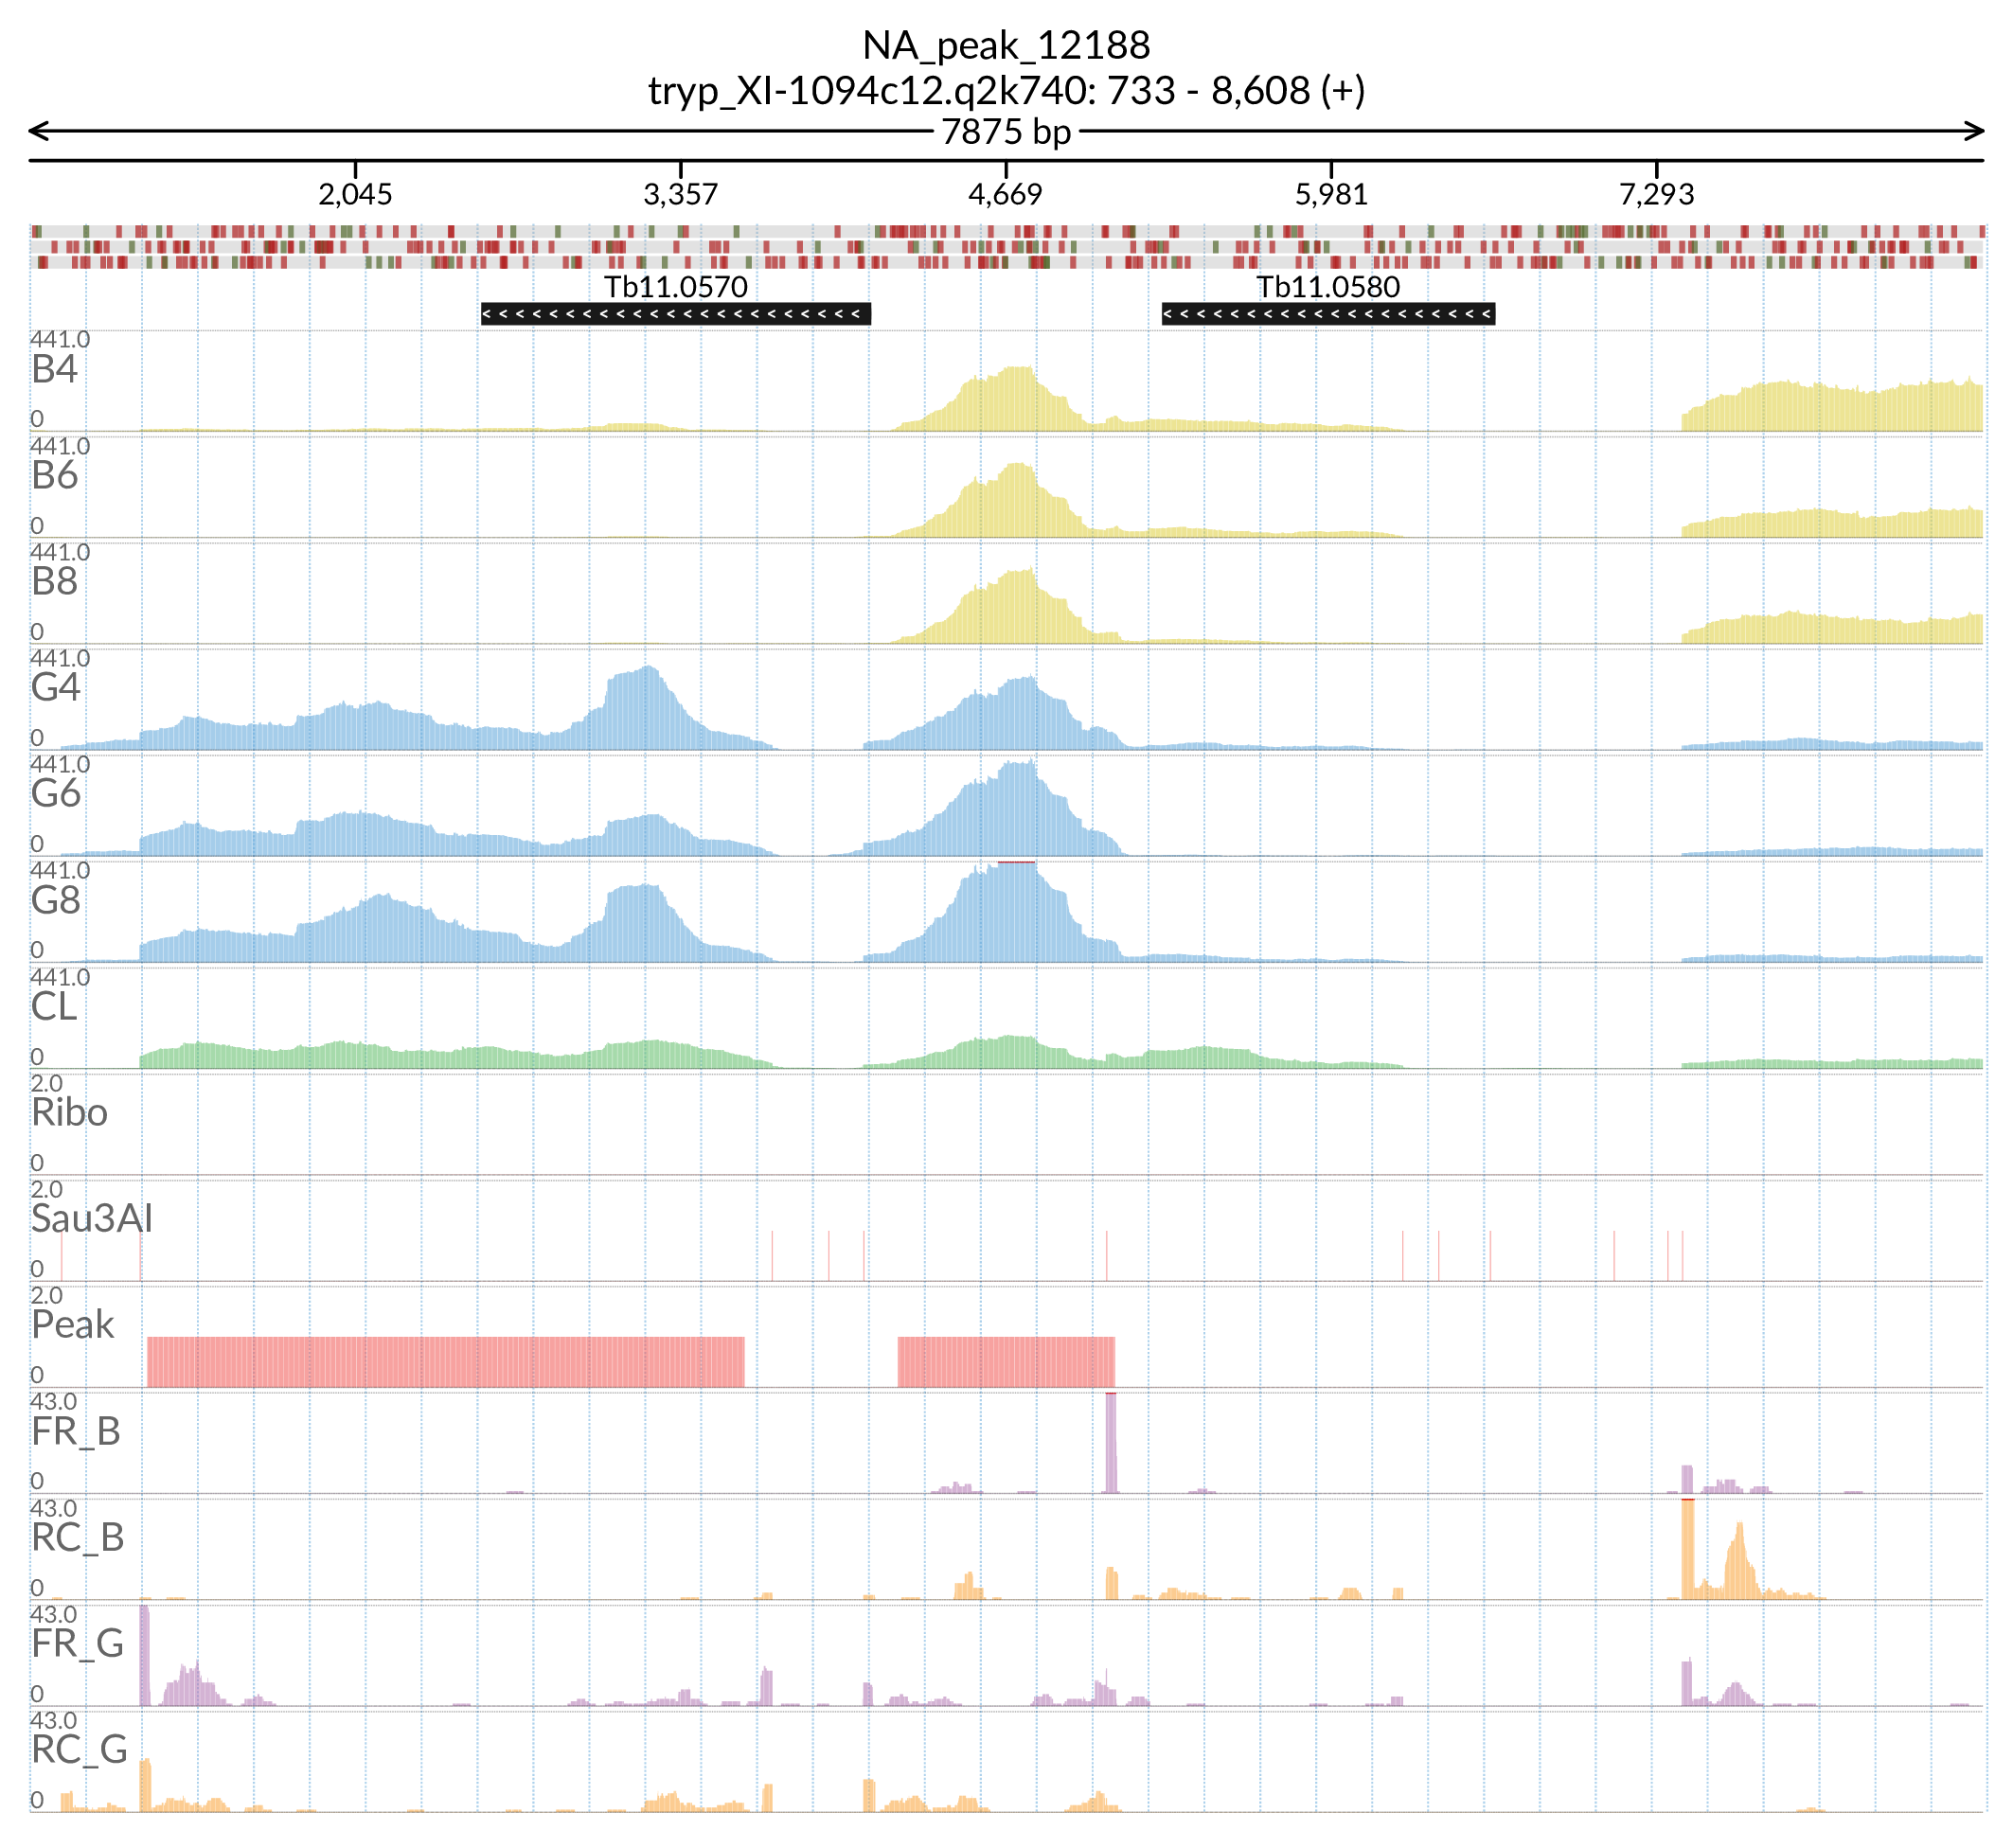 NA_peak_12188
tryp_XI-1094c12.q2k740: 733 - 8,608 (+)
7875 bp
2,045 3,357 4,669 5,981 7,293
Tb11.0570 Tb11.0580
441.0
B4
0
441.0
B6
0
441.0
B8
0
441.0
G4
0
441.0
G6
0
441.0
G8
0
441.0
CL
0
2.0
Ribo
0
2.0
Sau3AI
0
2.0
Peak
0
43.0
FR_B
0
43.0
RC_B
0
43.0
FR_G
0
43.0
RC_G
0